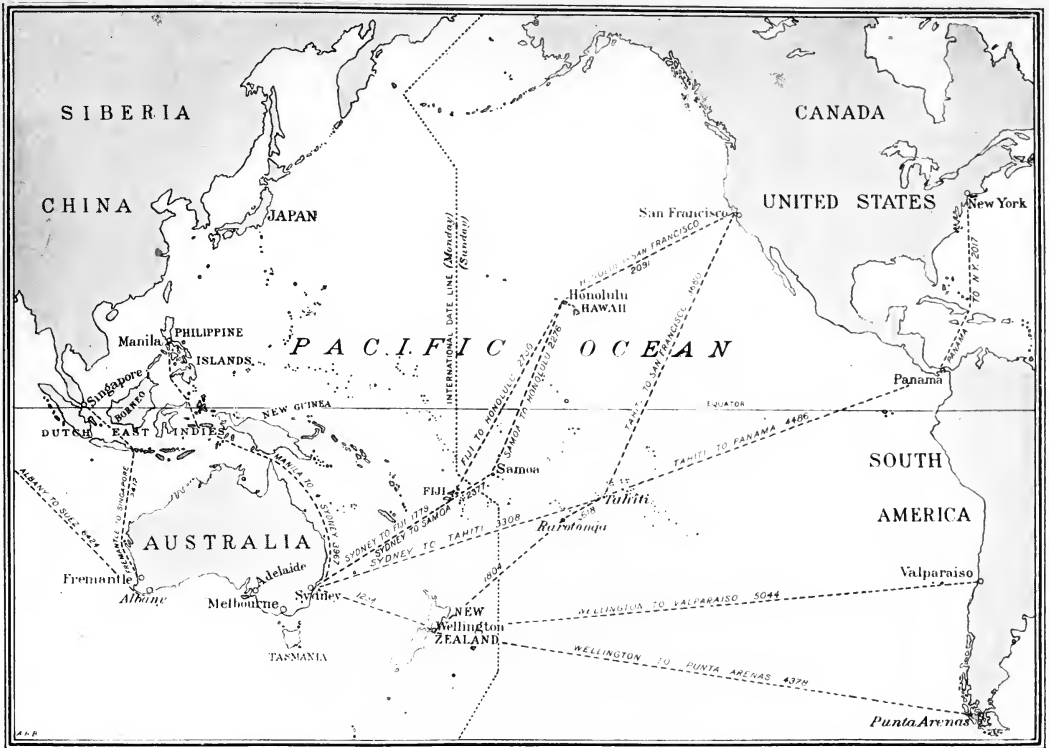 SIBERIA
CANADA
CHINA
JAPAN
San Francisco
UNITED STATES
New York
INTERNATIONAL DATE LINE (Monday)
(Sunday)
HONOLULU SAN FRANCISCO
2091
TO N.Y. 2017
Honolulu
HAWAII
Manila
PHILIPPINE
ISLANDS
PACIFIC OCEAN
PANAMA
Panama
Singapore
BORNEO
NEW GUINEA
EQUATOR
DUTCH EAST INDIES
FIJI TO HONOLULU
SAMOA TO HONOLULU 2276
TAHITI TO SAN FRANCISCO
TAHITI TO PANAMA 4486
SOUTH
AMERICA
ALBANY TO SUEZ
TO SINGAPORE
MANILA TO SYDNEY 3967
Samoa
FIJI
2377
Tahiti
Rarotonga
618
AUSTRALIA
SYDNEY TO FIJI 1779
SYDNEY TO SAMOA
SYDNEY TO TAHITI 3308
Fremantle
Albany
Adelaide
Melbourne
Sydney
1804
Valparaiso
NEW
Wellington
ZEALAND
WELLINGTON TO VALPARAISO 5044
TASMANIA
WELLINGTON TO PUNTA ARENAS 4378
Punta Arenas